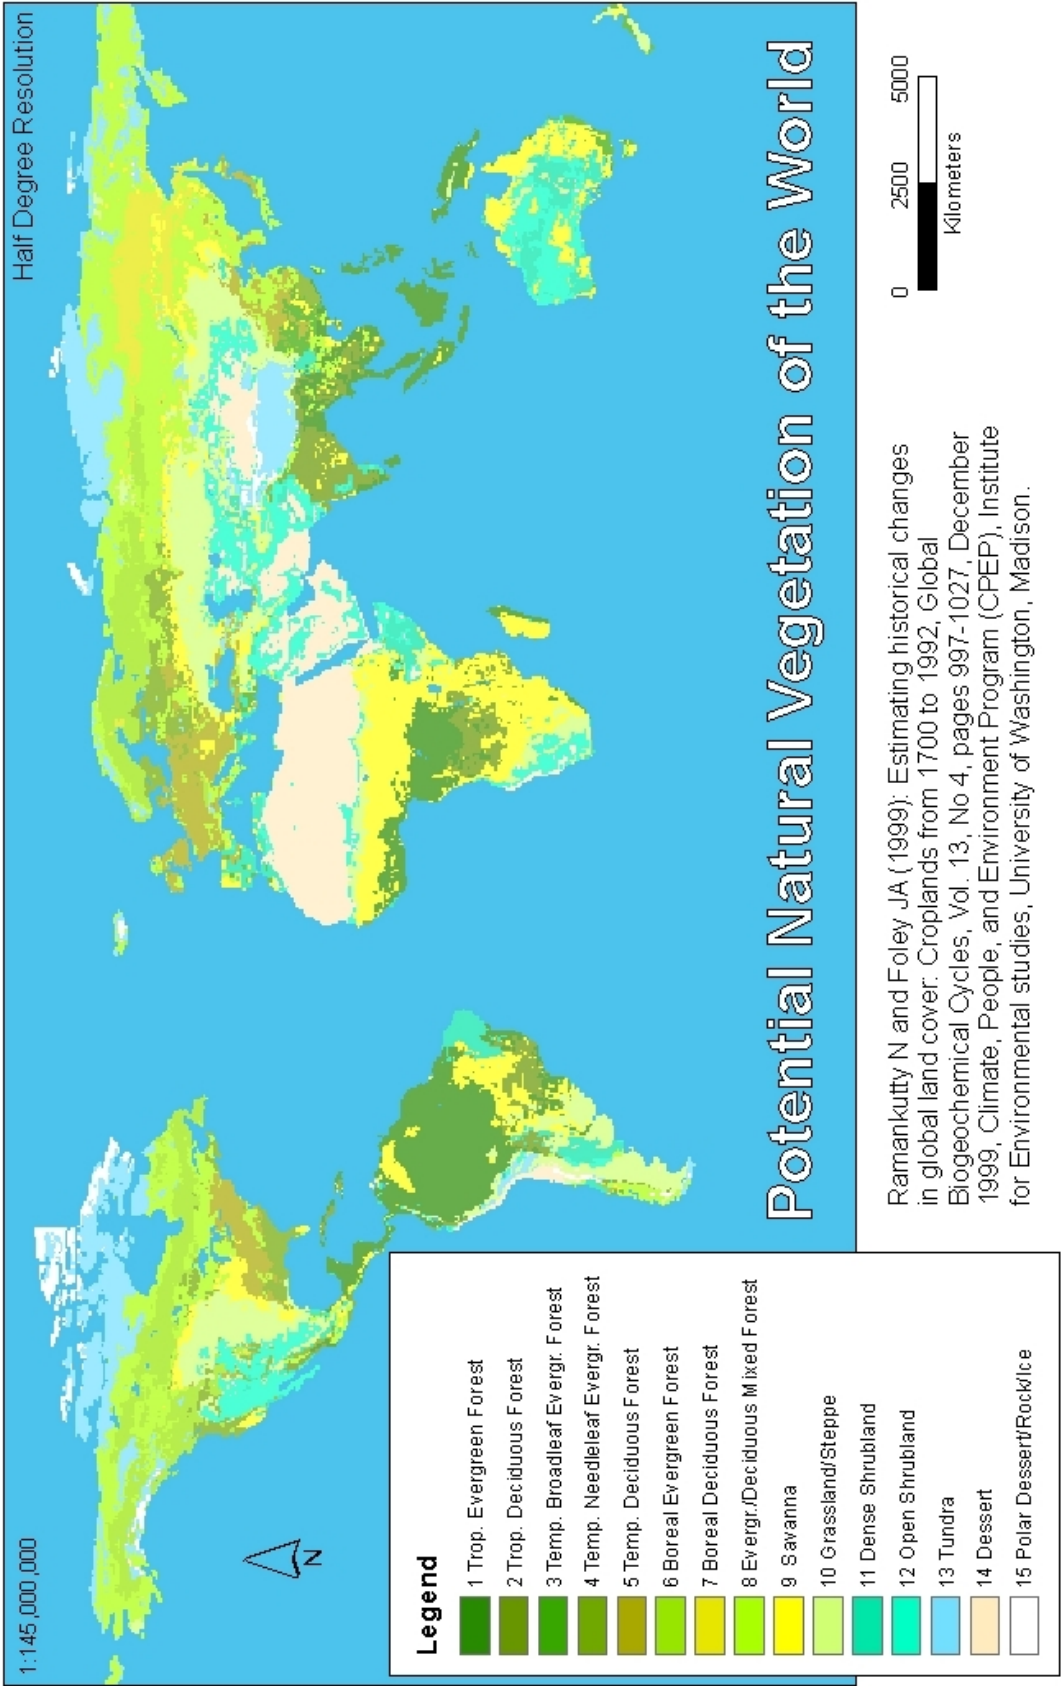 1:145,000,000
Half Degree Resolution
N
Potential Natural Vegetation of the World
Legend
1 Trop. Evergreen Forest
2 Trop. Deciduous Forest
3 Temp. Broadleaf Evergr. Forest
4 Temp. Needleleaf Evergr. Forest
5 Temp. Deciduous Forest
6 Boreal Evergreen Forest
7 Boreal Deciduous Forest
8 Evergr./Deciduous Mixed Forest
9 Savanna
10 Grassland/Steppe
11 Dense Shrubland
12 Open Shrubland
13 Tundra
14 Dessert
15 Polar Dessert/Rock/Ice
Ramankutty N and Foley JA (1999): Estimating historical changes
in global land cover: Croplands from 1700 to 1992, Global
Biogeochemical Cycles, Vol. 13, No 4, pages 997-1027, December
1999, Climate, People, and Environment Program (CPEP), Institute
for Environmental studies, University of Washington, Madison.
0 2500 5000
Kilometers